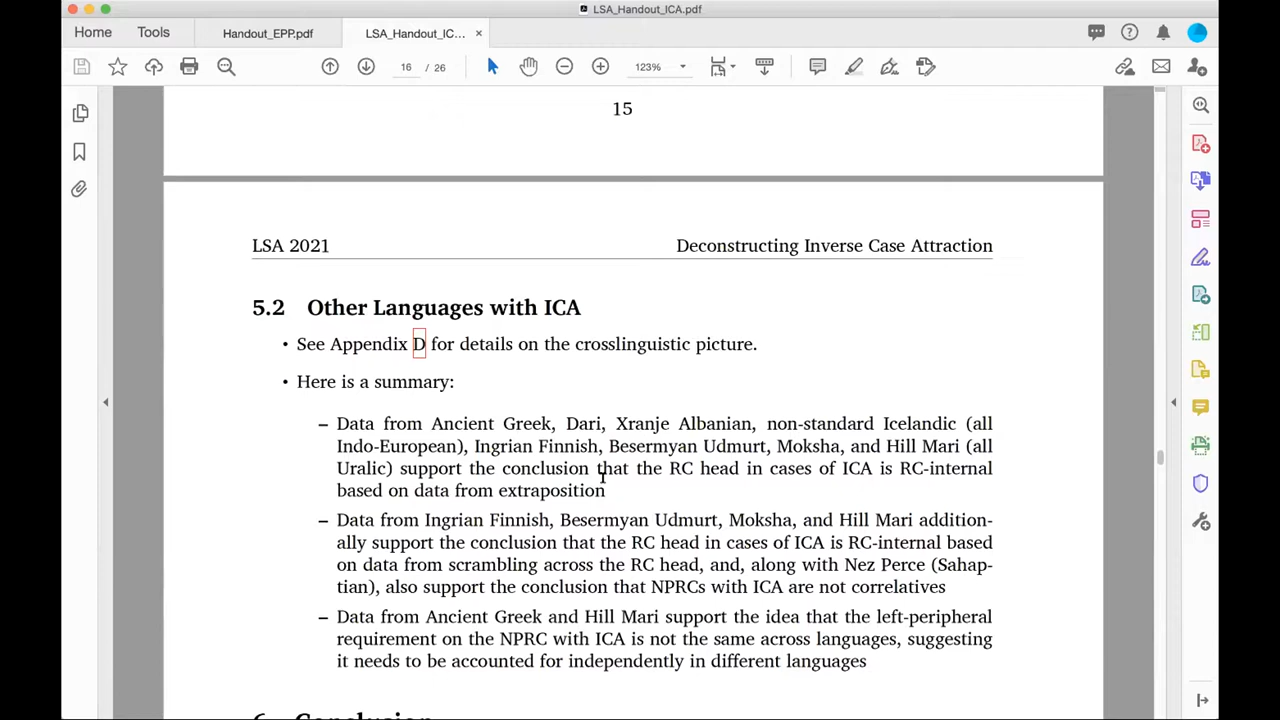 LSA_Handout_ICA.pdf
Home
Tools
Handout_EPP.pdf
LSA_Handout_IC... ×
16 / 26
123%
15
LSA 2021
Deconstructing Inverse Case Attraction
5.2 Other Languages with ICA
• See Appendix D for details on the crosslinguistic picture.
• Here is a summary:
– Data from Ancient Greek, Dari, Xranje Albanian, non-standard Icelandic (all
Indo-European), Ingrian Finnish, Besermyan Udmurt, Moksha, and Hill Mari (all
Uralic) support the conclusion that the RC head in cases of ICA is RC-internal
based on data from extraposition
– Data from Ingrian Finnish, Besermyan Udmurt, Moksha, and Hill Mari addition-
ally support the conclusion that the RC head in cases of ICA is RC-internal based
on data from scrambling across the RC head, and, along with Nez Perce (Sahap-
tian), also support the conclusion that NPRCs with ICA are not correlatives
– Data from Ancient Greek and Hill Mari support the idea that the left-peripheral
requirement on the NPRC with ICA is not the same across languages, suggesting
it needs to be accounted for independently in different languages
6 Conclusion